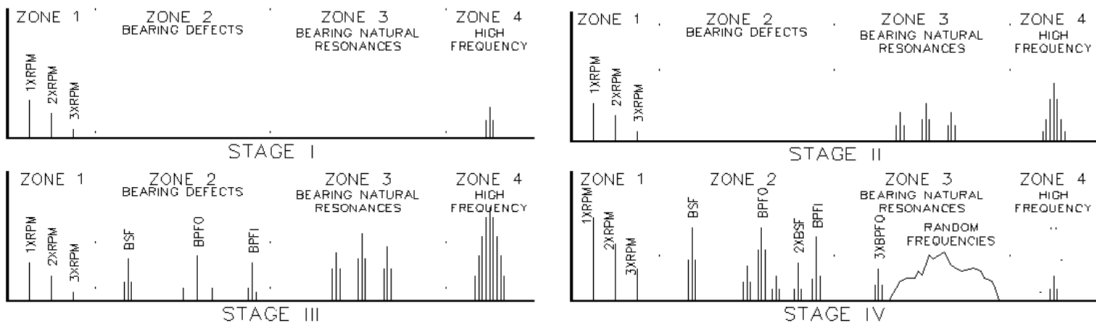 ZONE 1 ZONE 2 ZONE 3 ZONE 4
BEARING DEFECTS
BEARING NATURAL RESONANCES
HIGH FREQUENCY
1XRPM
2XRPM
3XRPM
STAGE I
ZONE 1 ZONE 2 ZONE 3 ZONE 4
BEARING DEFECTS
BEARING NATURAL RESONANCES
HIGH FREQUENCY
1XRPM
2XRPM
3XRPM
STAGE II
ZONE 1 ZONE 2 ZONE 3 ZONE 4
BEARING DEFECTS
BEARING NATURAL RESONANCES
HIGH FREQUENCY
1XRPM
2XRPM
3XRPM
BSF
BPFO
BPFI
STAGE III
ZONE 1 ZONE 2 ZONE 3 ZONE 4
BEARING NATURAL RESONANCES
HIGH FREQUENCY
1XRPM
2XRPM
3XRPM
BSF
BPFO
2XBSF
BPFI
3XBPFO
RANDOM FREQUENCIES
STAGE IV